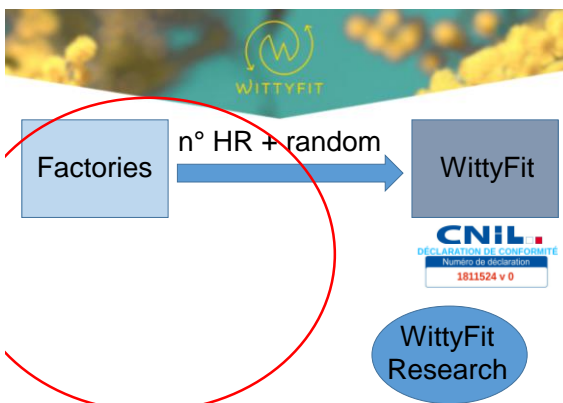 WITTYFIT
n° HR + random
Factories
WittyFit
CNIL
DÉCLARATION DE CONFORMITÉ
Numéro de déclaration
1811524 v 0
WittyFit
Research